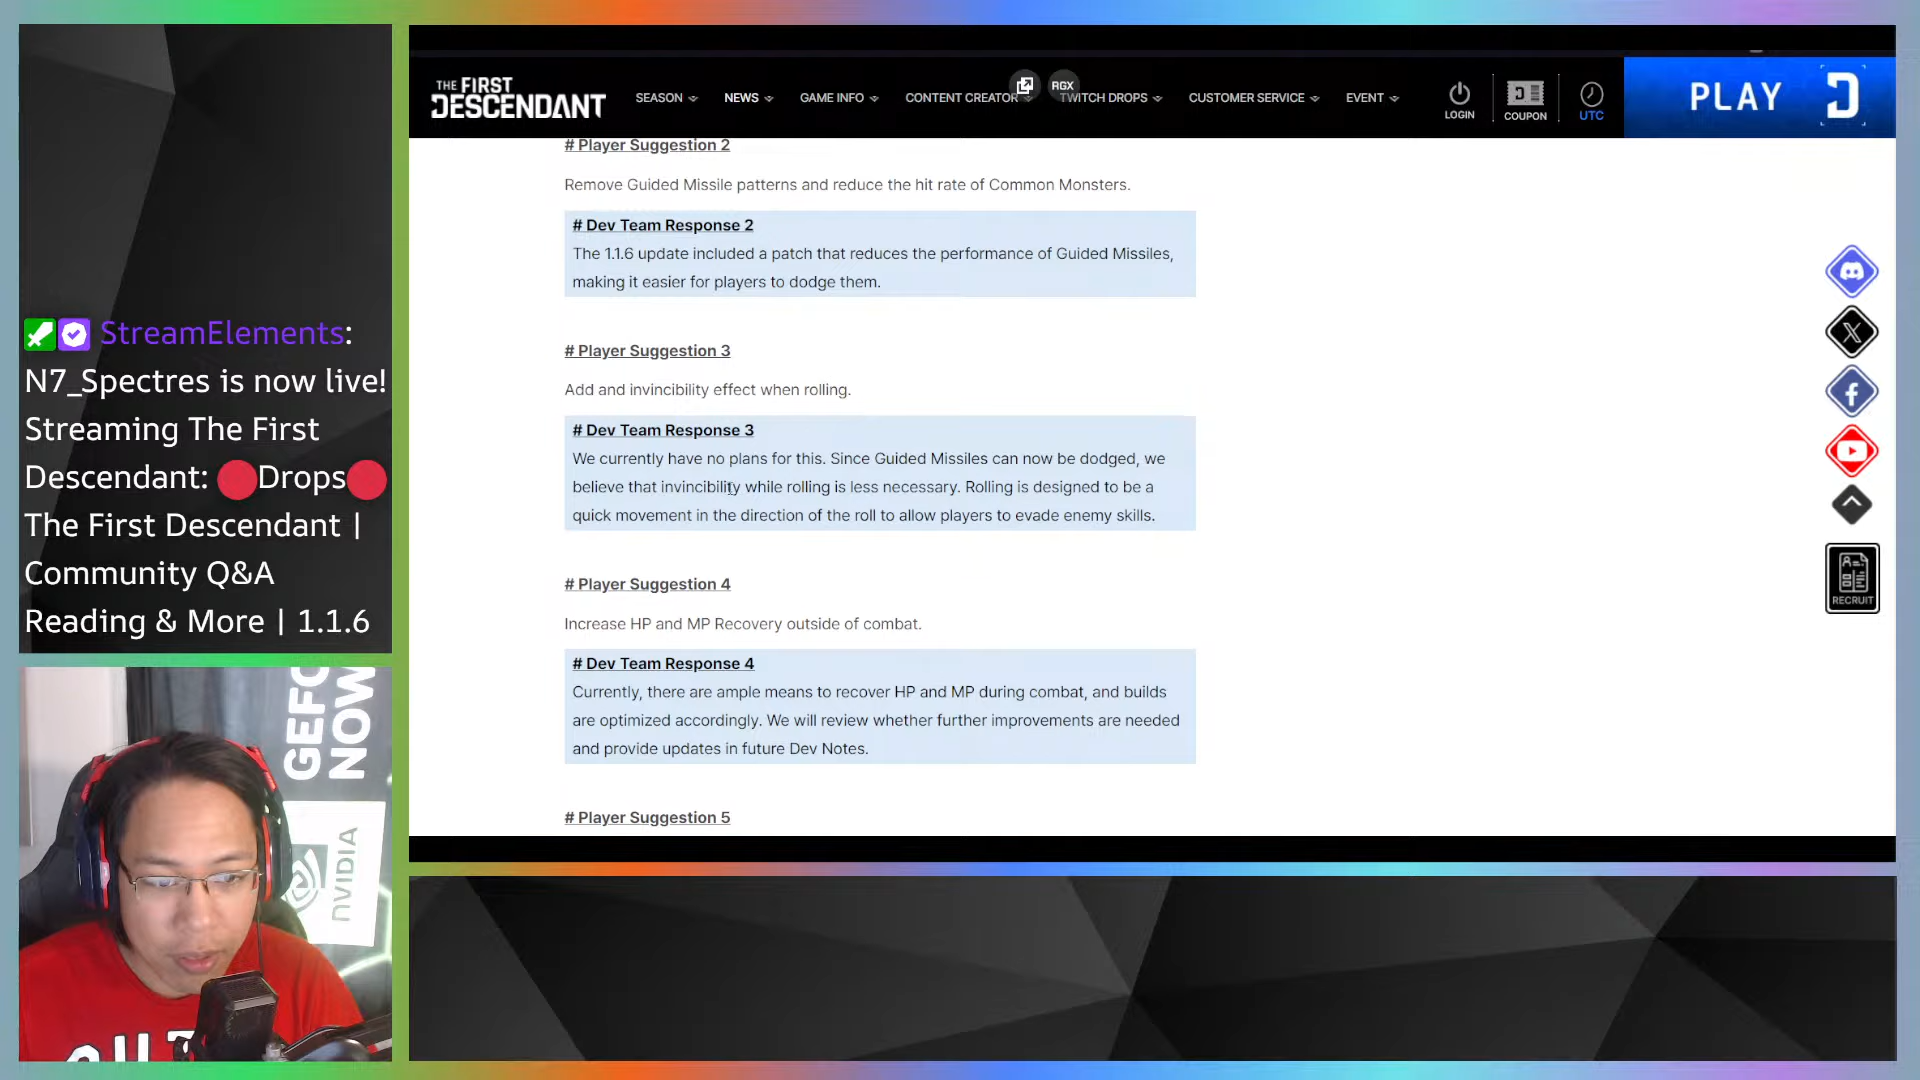 THE FIRST
DESCENDANT
SEASON
NEWS
GAME INFO
CONTENT CREATOR
RGX
TWITCH DROPS
CUSTOMER SERVICE
EVENT
LOGIN
COUPON
UTC
PLAY
# Player Suggestion 2
Remove Guided Missile patterns and reduce the hit rate of Common Monsters.
# Dev Team Response 2
The 1.1.6 update included a patch that reduces the performance of Guided Missiles,
making it easier for players to dodge them.
# Player Suggestion 3
Add and invincibility effect when rolling.
# Dev Team Response 3
We currently have no plans for this. Since Guided Missiles can now be dodged, we
believe that invincibility while rolling is less necessary. Rolling is designed to be a
quick movement in the direction of the roll to allow players to evade enemy skills.
# Player Suggestion 4
Increase HP and MP Recovery outside of combat.
# Dev Team Response 4
Currently, there are ample means to recover HP and MP during combat, and builds
are optimized accordingly. We will review whether further improvements are needed
and provide updates in future Dev Notes.
# Player Suggestion 5
RECRUIT
StreamElements:
N7_Spectres is now live!
Streaming The First
Descendant: 🔴Drops🔴
The First Descendant |
Community Q&A
Reading & More | 1.1.6
NOW
NVIDIA